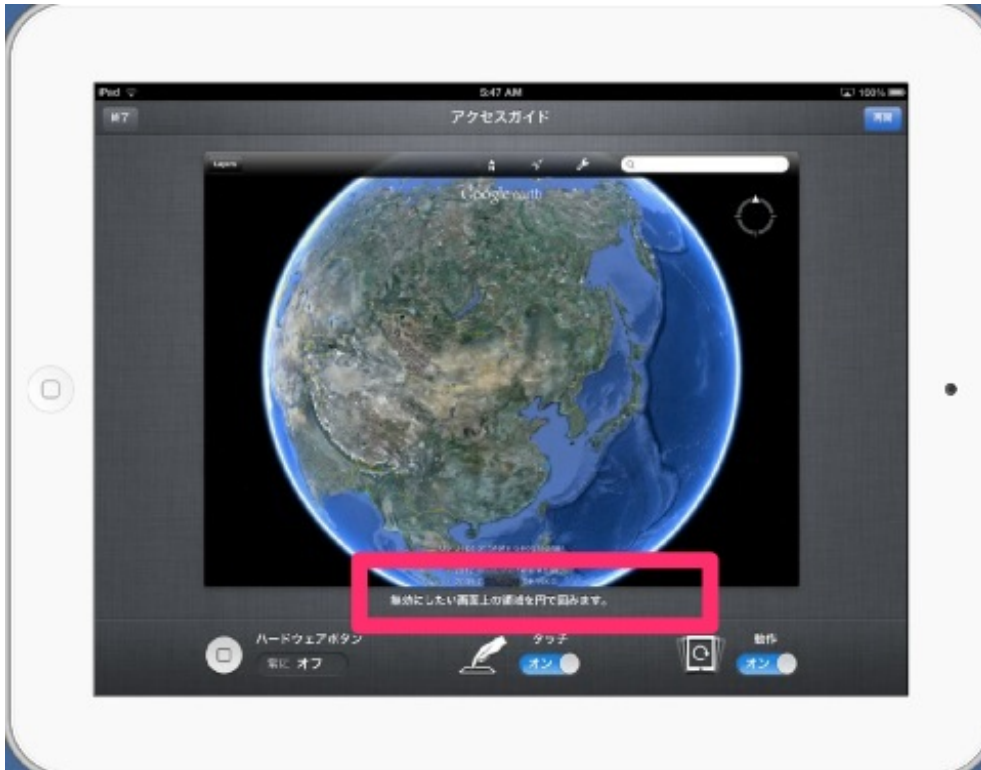 iPad
5:47 AM
100%
終了
アクセスガイド
再開
Layers
Google earth
無効にしたい画面上の領域を円で囲みます。
ハードウェアボタン
常に オフ
タッチ
オン
動作
オン